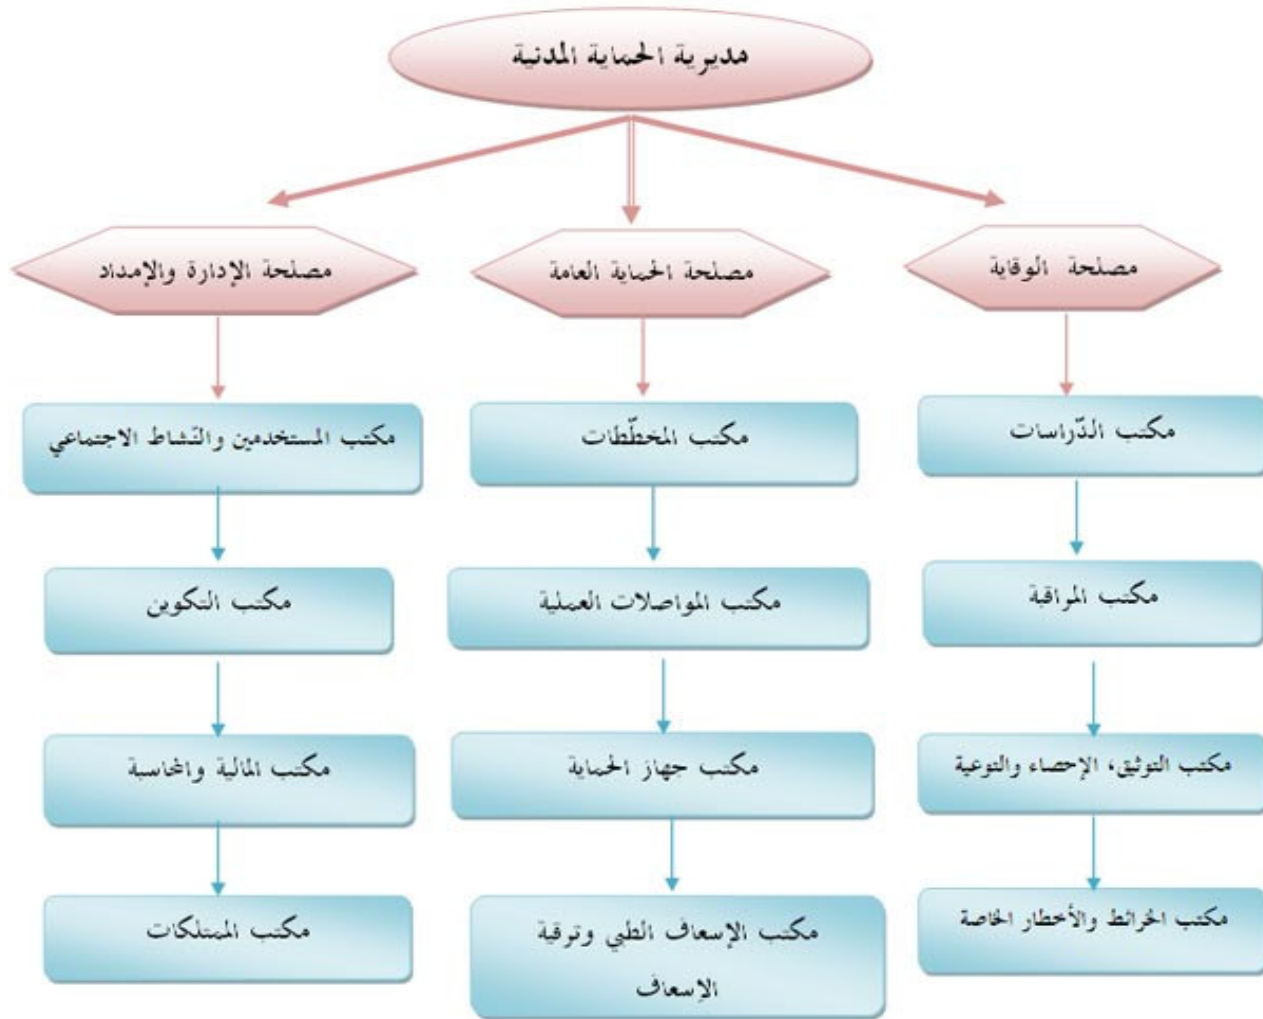 مديرية الحماية المدنية
مصلحة الوقاية
مصلحة الحماية العامة
مصلحة الإدارة والإمداد
مكتب الدّراسات
مكتب المخطّطات
مكتب المستخدمين والنّشاط الاجتماعي
مكتب المراقبة
مكتب المواصلات العملية
مكتب التكوين
مكتب التوثيق، الإحصاء والتوعية
مكتب جهاز الحماية
مكتب المالية والمحاسبة
مكتب الخرائط والأخطار الخاصة
مكتب الإسعاف الطبي وترقية
الإسعاف
مكتب الممتلكات